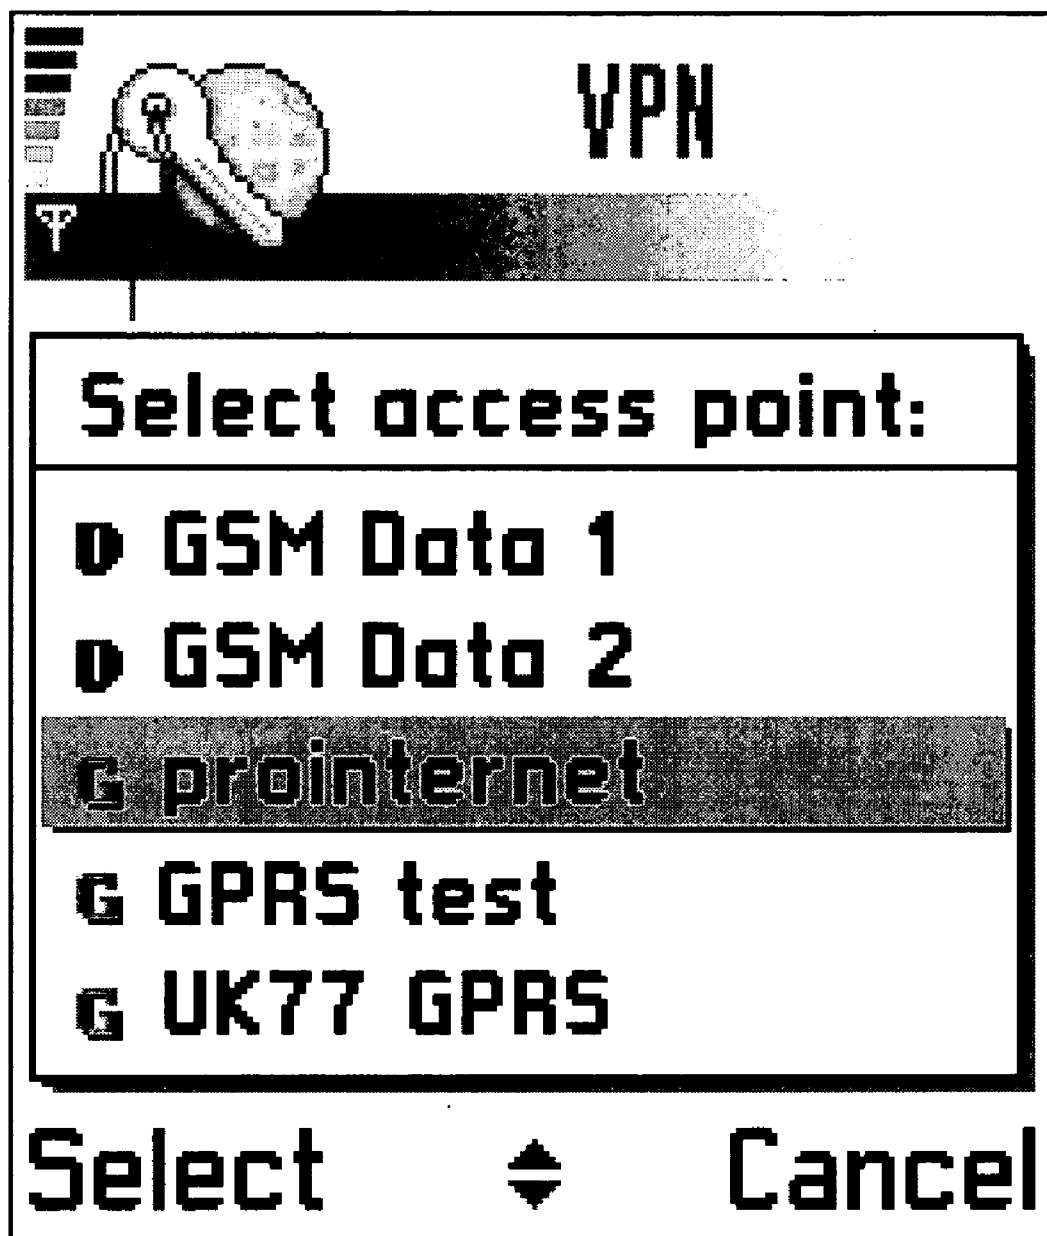 VPN
Select access point:
D GSM Data 1
D GSM Data 2
G prointernet
G GPRS test
G UK77 GPRS
Select Cancel